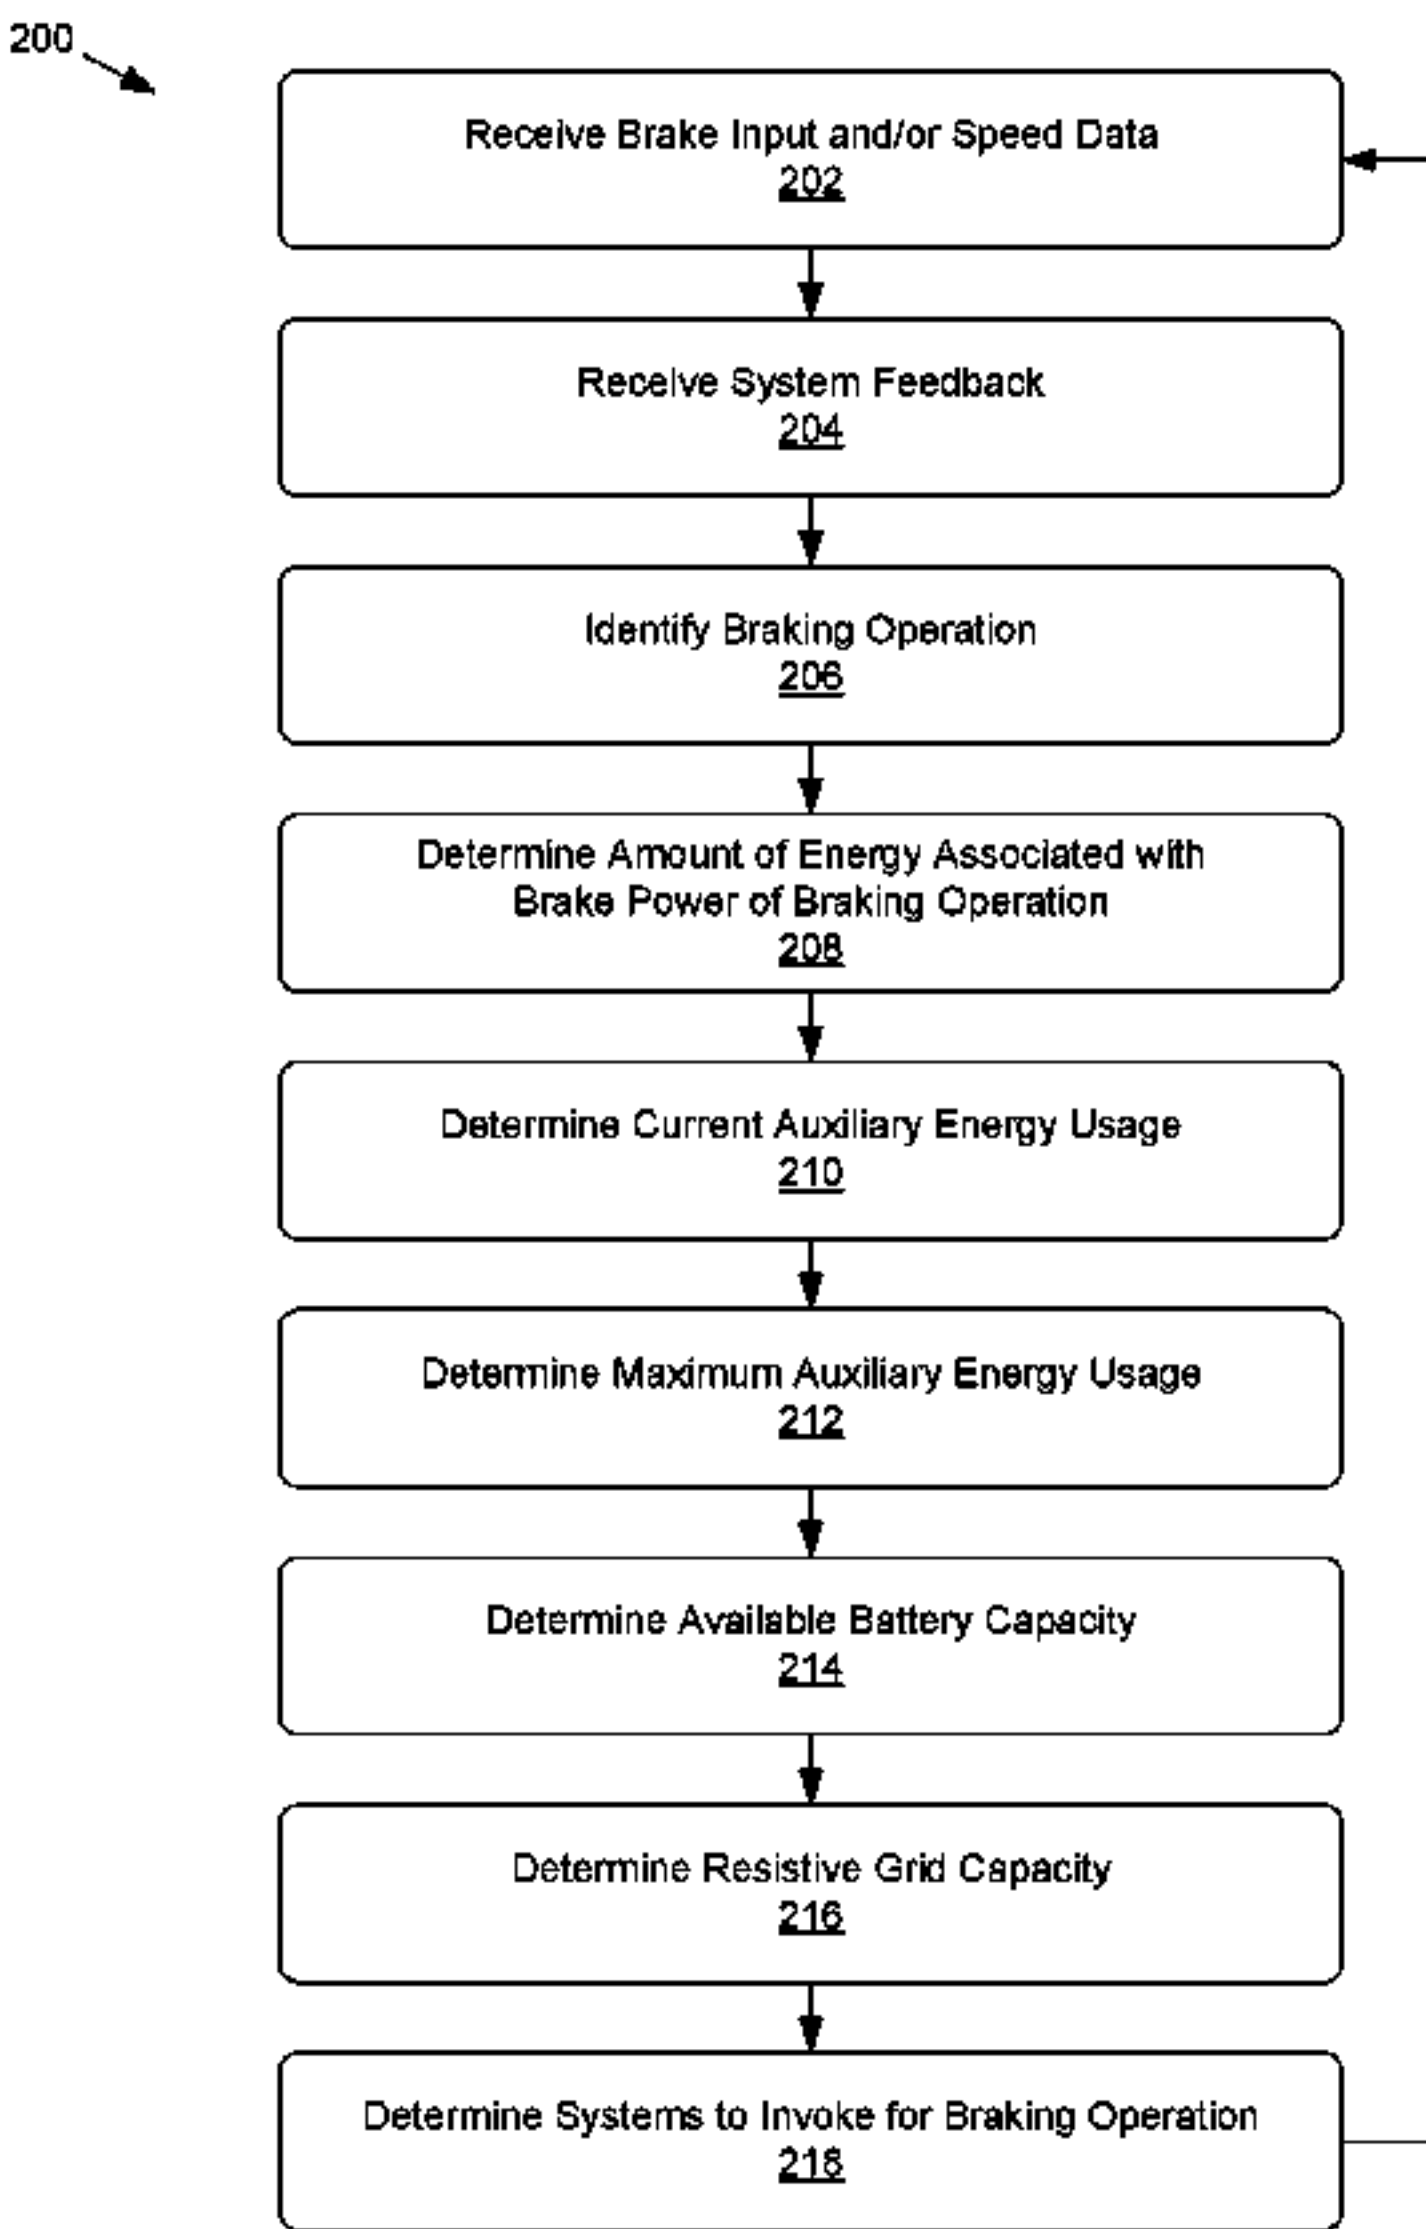 200
Receive Brake Input and/or Speed Data
202
Receive System Feedback
204
Identify Braking Operation
206
Determine Amount of Energy Associated with
Brake Power of Braking Operation
208
Determine Current Auxiliary Energy Usage
210
Determine Maximum Auxiliary Energy Usage
212
Determine Available Battery Capacity
214
Determine Resistive Grid Capacity
216
Determine Systems to Invoke for Braking Operation
218